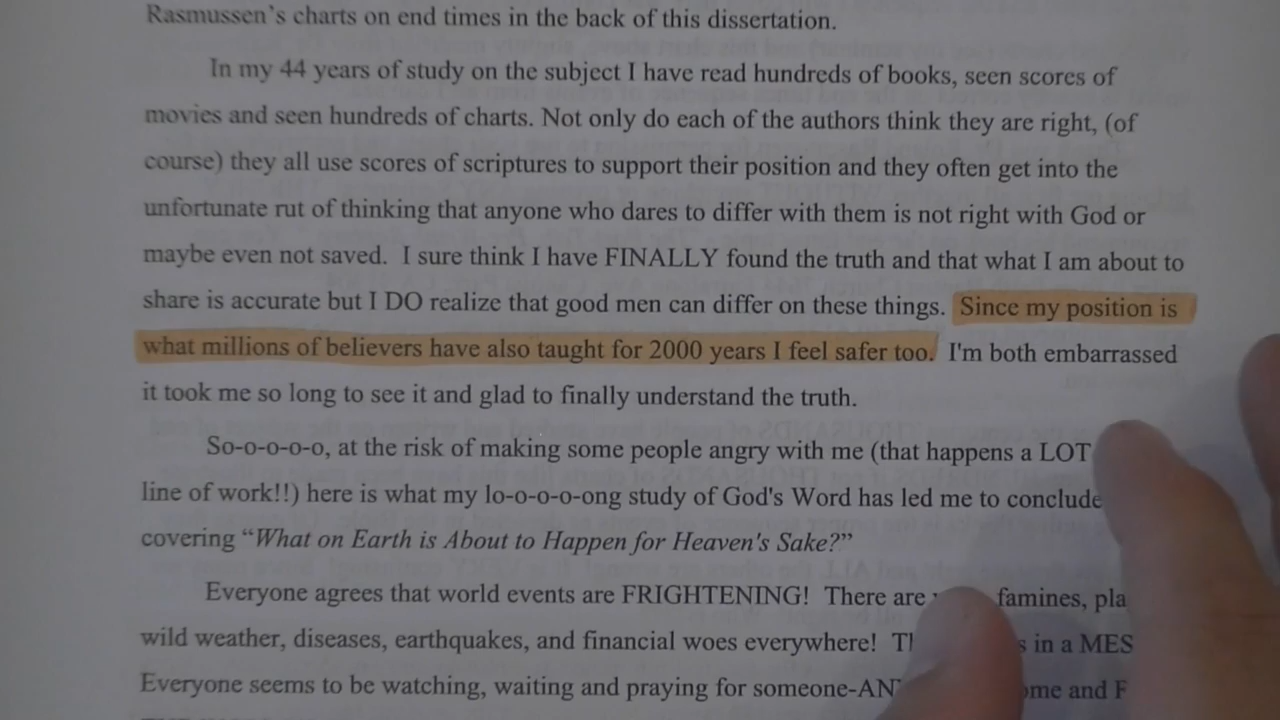 Rasmussen's charts on end times in the back of this dissertation.
In my 44 years of study on the subject I have read hundreds of books, seen scores of
movies and seen hundreds of charts. Not only do each of the authors think they are right, (of
course) they all use scores of scriptures to support their position and they often get into the
unfortunate rut of thinking that anyone who dares to differ with them is not right with God or
maybe even not saved. I sure think I have FINALLY found the truth and that what I am about to
share is accurate but I DO realize that good men can differ on these things. Since my position is
what millions of believers have also taught for 2000 years I feel safer too. I'm both embarrassed
it took me so long to see it and glad to finally understand the truth.
So-o-o-o-o, at the risk of making some people angry with me (that happens a LOT
line of work!!) here is what my lo-o-o-o-ong study of God's Word has led me to conclude
covering “What on Earth is About to Happen for Heaven's Sake?”
Everyone agrees that world events are FRIGHTENING! There are famines,
wild weather, diseases, earthquakes, and financial woes everywhere! in a
Everyone seems to be watching, waiting and praying for and